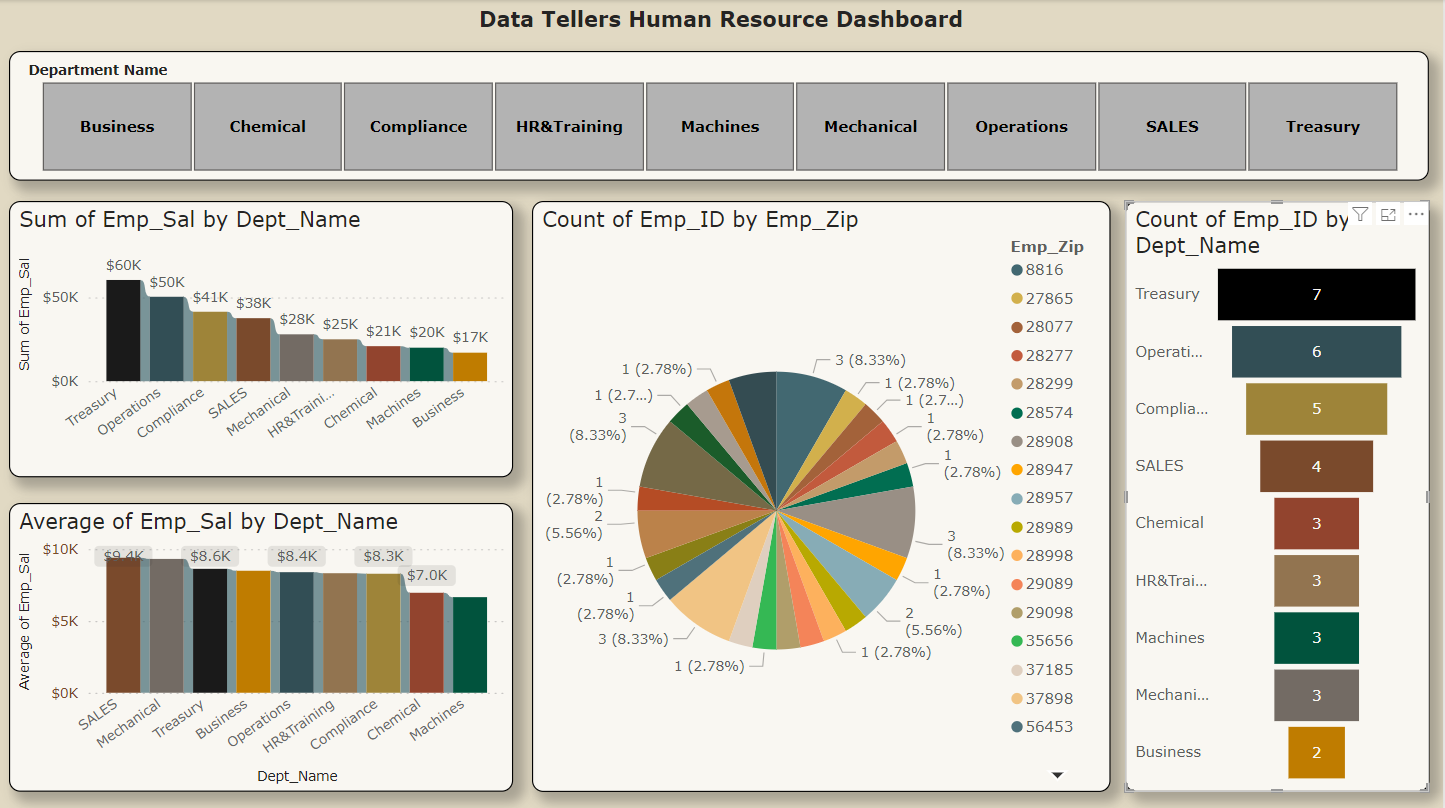 Data Tellers Human Resource Dashboard
Department Name
Business
Chemical
Compliance
HR&Training
Machines
Mechanical
Operations
SALES
Treasury
Sum of Emp_Sal by Dept_Name
Sum of Emp_Sal
$50K
$0K
$60K
$50K
$41K
$38K
$28K
$25K
$21K
$20K
$17K
Treasury
Operations
Compliance
SALES
Mechanical
HR&Traini...
Chemical
Machines
Business
Average of Emp_Sal by Dept_Name
Average of Emp_Sal
$10K
$5K
$0K
$9.4K
$8.6K
$8.4K
$8.3K
$7.0K
SALES
Mechanical
Treasury
Business
Operations
HR&Training
Compliance
Chemical
Machines
Dept_Name
Count of Emp_ID by Emp_Zip
3 (8.33%)
1 (2.78%)
1 (2.7...)
1
(2.78%)
1
(2.78%)
3
(8.33%)
1
(2.78%)
2
(5.56%)
1 (2.78%)
1 (2.78%)
3 (8.33%)
1
(2.78%)
1
(2.78%)
2
(5.56%)
1
(2.78%)
3
(8.33%)
1 (2.7...)
1 (2.78%)
Emp_Zip
8816
27865
28077
28277
28299
28574
28908
28947
28957
28989
28998
29089
29098
35656
37185
37898
56453
Count of Emp_ID by
Dept_Name
Treasury
7
Operati...
6
Complia...
5
SALES
4
Chemical
3
HR&Trai...
3
Machines
3
Mechani...
3
Business
2